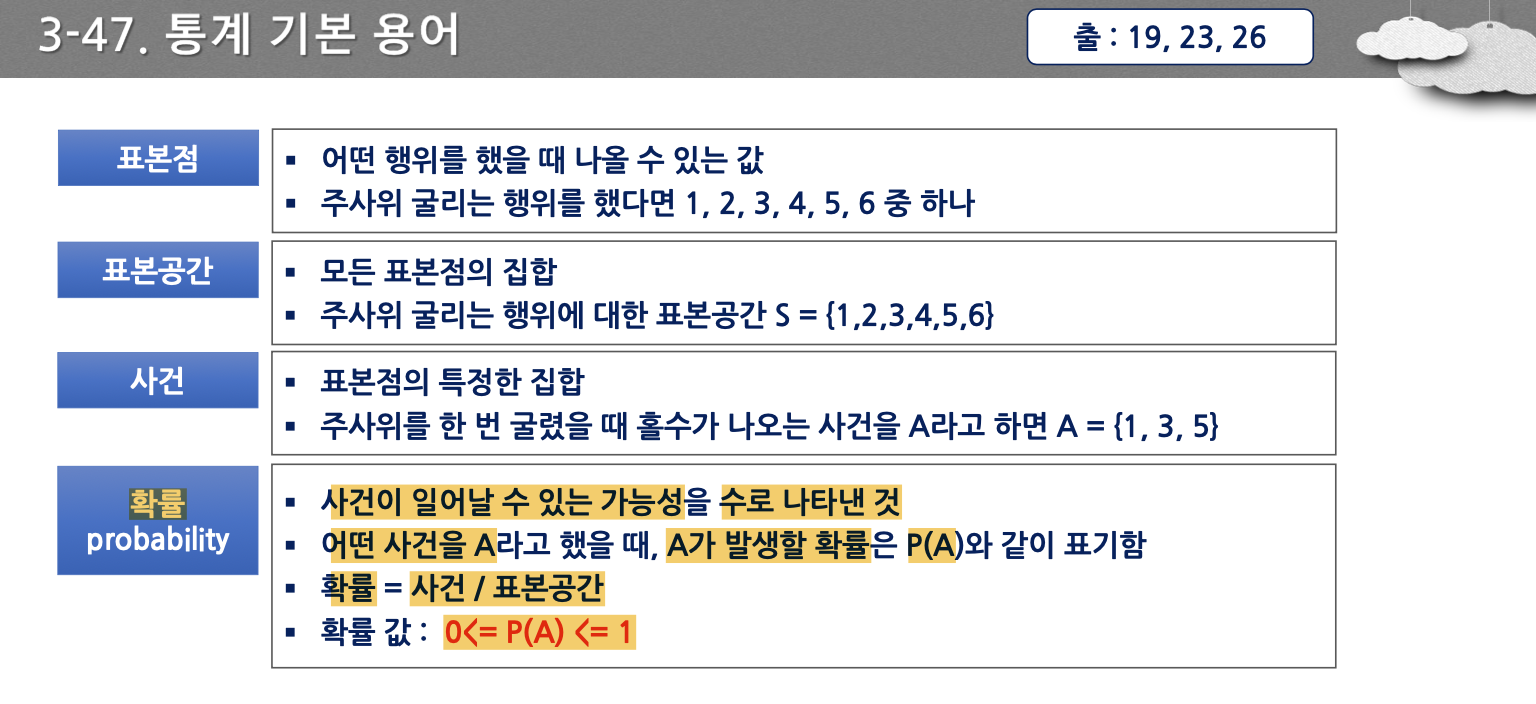 3-47. 통계 기본 용어
출 : 19, 23, 26
표본점
▪ 어떤 행위를 했을 때 나올 수 있는 값
▪ 주사위 굴리는 행위를 했다면 1, 2, 3, 4, 5, 6 중 하나
표본공간
▪ 모든 표본점의 집합
▪ 주사위 굴리는 행위에 대한 표본공간 S = {1,2,3,4,5,6}
사건
▪ 표본점의 특정한 집합
▪ 주사위를 한 번 굴렸을 때 홀수가 나오는 사건을 A라고 하면 A = {1, 3, 5}
확률
probability
▪ 사건이 일어날 수 있는 가능성을 수로 나타낸 것
▪ 어떤 사건을 A라고 했을 때, A가 발생할 확률은 P(A)와 같이 표기함
▪ 확률 = 사건 / 표본공간
▪ 확률 값 : 0<= P(A) <= 1